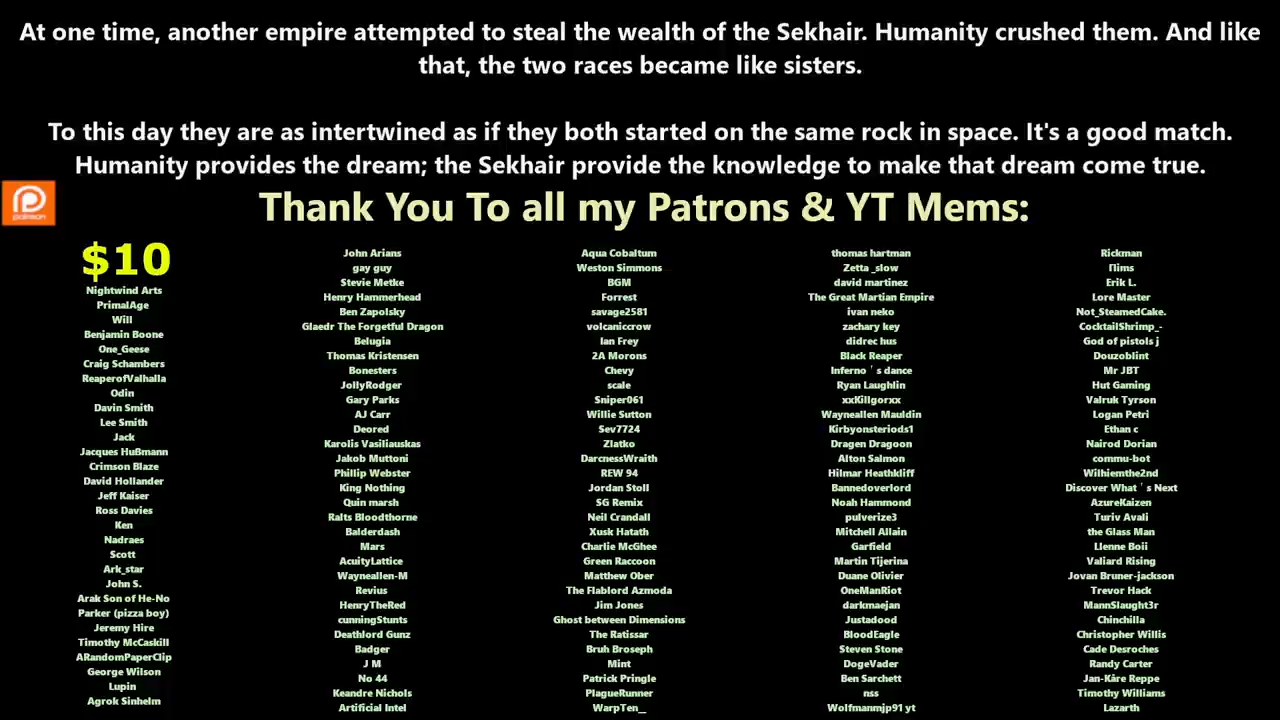 At one time, another empire attempted to steal the wealth of the Sekhair. Humanity crushed them. And like
that, the two races became like sisters.
To this day they are as intertwined as if they both started on the same rock in space. It's a good match.
Humanity provides the dream; the Sekhair provide the knowledge to make that dream come true.
patreon
Thank You To all my Patrons & YT Mems:
$10
Nightwind Arts
PrimalAge
Will
Benjamin Boone
One_Geese
Craig Schambers
ReaperofValhalla
Odin
Davin Smith
Lee Smith
Jack
Jacques Hußmann
Crimson Blaze
David Hollander
Jeff Kaiser
Ross Davies
Ken
Nadraes
Scott
Ark_star
John S.
Arak Son of He-No
Parker (pizza boy)
Jeremy Hire
Timothy McCaskill
ARandomPaperClip
George Wilson
Lupin
Agrok Sinhelm
John Arians
gay guy
Stevie Metke
Henry Hammerhead
Ben Zapolsky
Glaedr The Forgetful Dragon
Belugia
Thomas Kristensen
Bonesters
JollyRodger
Gary Parks
AJ Carr
Deored
Karolis Vasiliauskas
Jakob Muttoni
Phillip Webster
King Nothing
Quin marsh
Ralts Bloodthorne
Balderdash
Mars
AcuityLattice
Wayneallen-M
Revius
HenryTheRed
cunningStunts
Deathlord Gunz
Badger
J M
No 44
Keandre Nichols
Artificial Intel
Aqua Cobaltum
Weston Simmons
BGM
Forrest
savage2581
volcaniccrow
Ian Frey
2A Morons
Chevy
scale
Sniper061
Willie Sutton
Sev7724
Zlatko
DarcnessWraith
REW 94
Jordan Stoll
SG Remix
Neil Crandall
Xusk Hatath
Charlie McGhee
Green Raccoon
Matthew Ober
The Flablord Azmoda
Jim Jones
Ghost between Dimensions
The Ratissar
Bruh Broseph
Mint
Patrick Pringle
PlagueRunner
WarpTen_
thomas hartman
Zetta _slow
david martinez
The Great Martian Empire
ivan neko
zachary key
didrec hus
Black Reaper
Inferno ' s dance
Ryan Laughlin
xxKillgorxx
Wayneallen Mauldin
Kirbyonsteriods1
Dragen Dragoon
Alton Salmon
Hilmar Heathkliff
Bannedoverlord
Noah Hammond
pulverize3
Mitchell Allain
Garfield
Martin Tijerina
Duane Olivier
OneManRiot
darkmaejan
Justadood
BloodEagle
Steven Stone
DogeVader
Ben Sarchett
nss
Wolfmanmjp91 yt
Rickman
Erik L.
Lore Master
Not_SteamedCake.
CocktailShrimp_-
God of pistols j
Douzoblint
Mr JBT
Hut Gaming
Valruk Tyrson
Logan Petri
Ethan c
Nairod Dorian
commu-bot
Wilhiemthe2nd
Discover What ' s Next
AzureKaizen
Turiv Avali
the Glass Man
Llenne Boii
Valiard Rising
Jovan Bruner-jackson
Trevor Hack
MannSlaught3r
Chinchilla
Christopher Willis
Cade Desroches
Randy Carter
Jan-Kåre Reppe
Timothy Williams
Lazarth